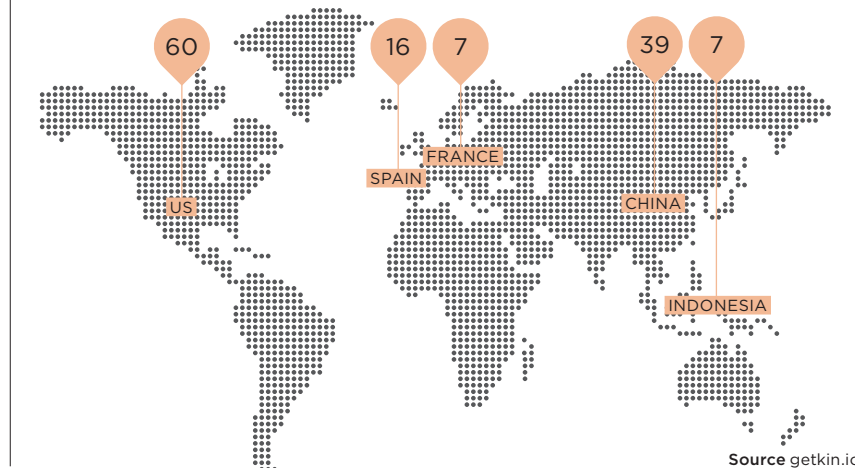 60
16
7
39
7
FRANCE
SPAIN
US
CHINA
INDONESIA
Source getkin.io